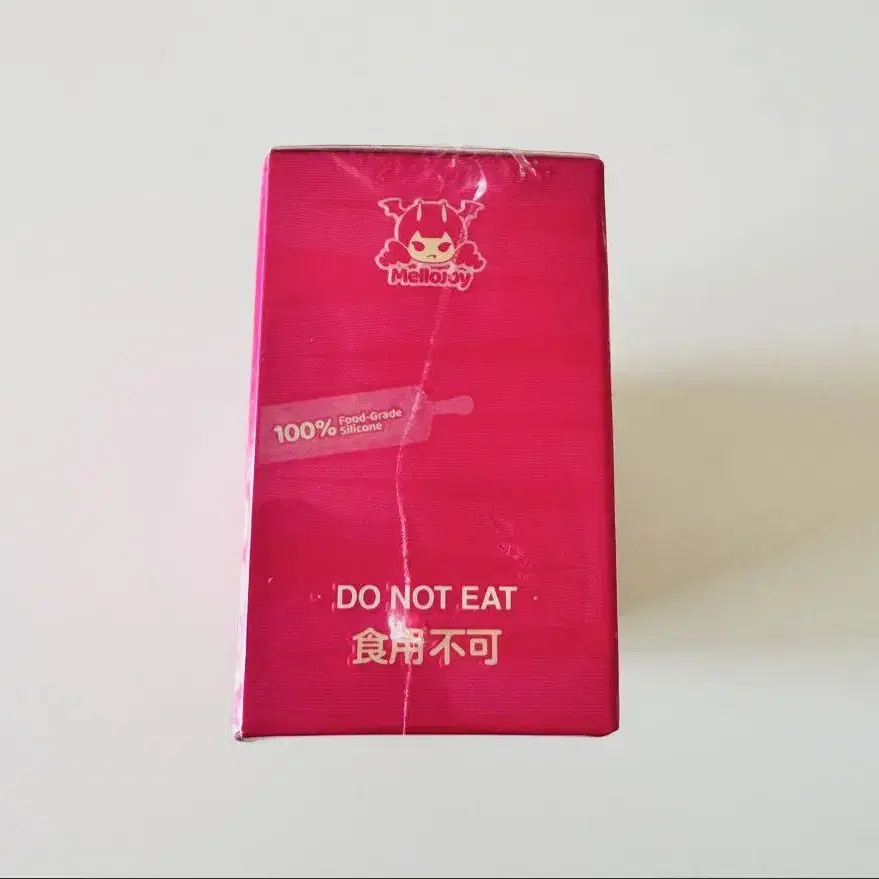 MelloJoy
100% Food-Grade
Silicone
DO NOT EAT
食用不可